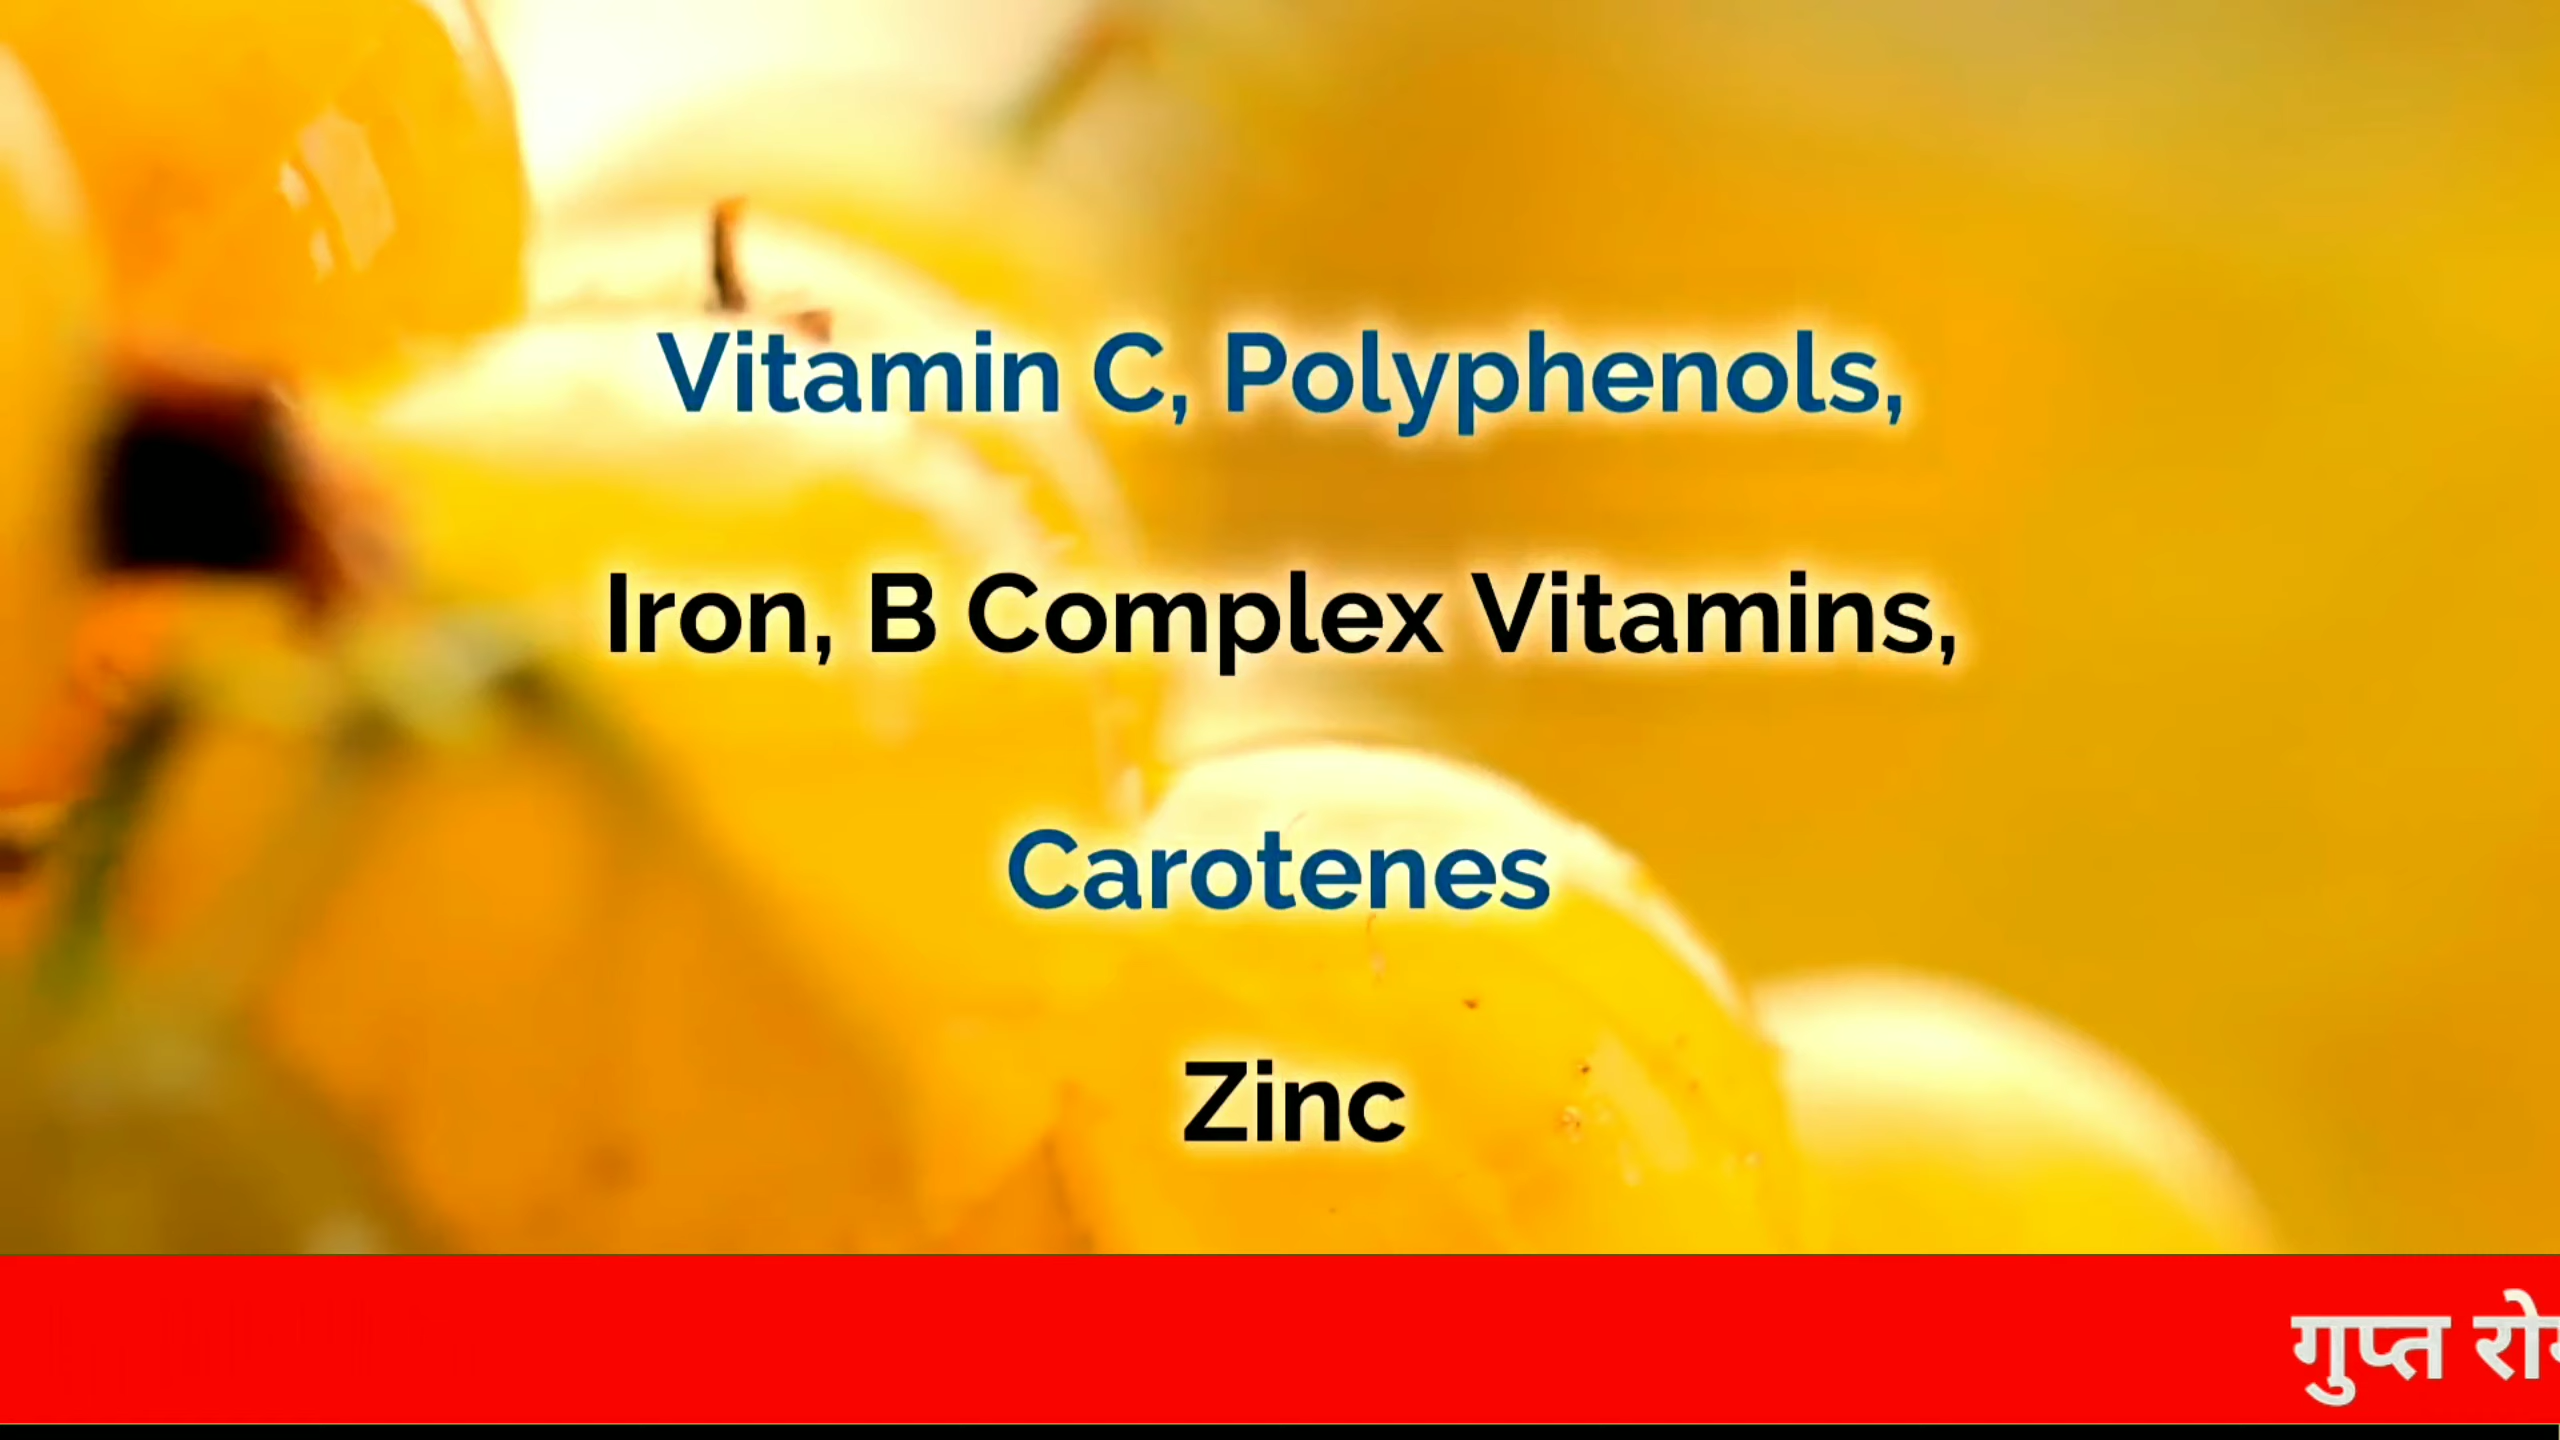 Vitamin C, Polyphenols,
Iron, B Complex Vitamins,
Carotenes
Zinc
गुप्त